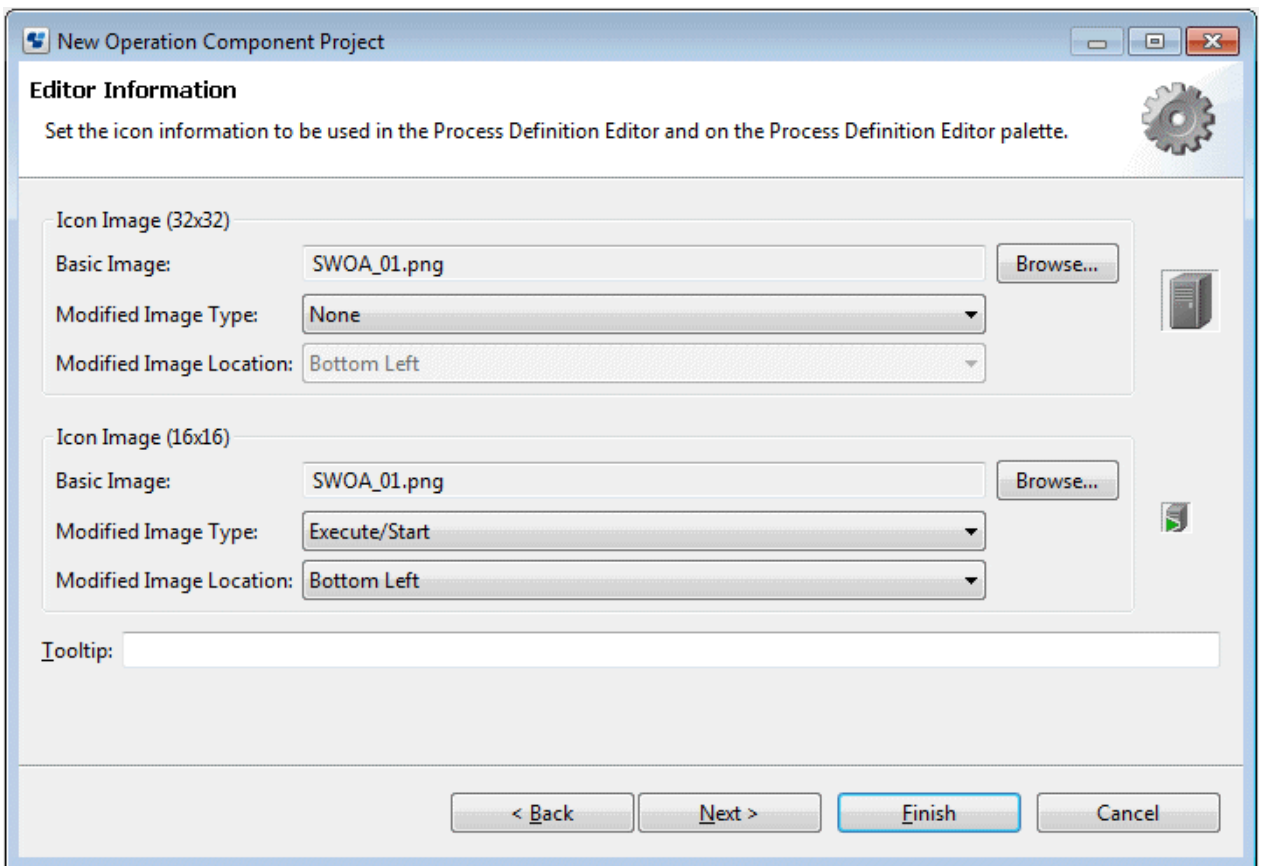 New Operation Component Project
Editor Information
Set the icon information to be used in the Process Definition Editor and on the Process Definition Editor palette.
Icon Image (32x32)
Basic Image: SWOA_01.png Browse...
Modified Image Type: None
Modified Image Location: Bottom Left
Icon Image (16x16)
Basic Image: SWOA_01.png Browse...
Modified Image Type: Execute/Start
Modified Image Location: Bottom Left
Tooltip:
< Back Next > Finish Cancel